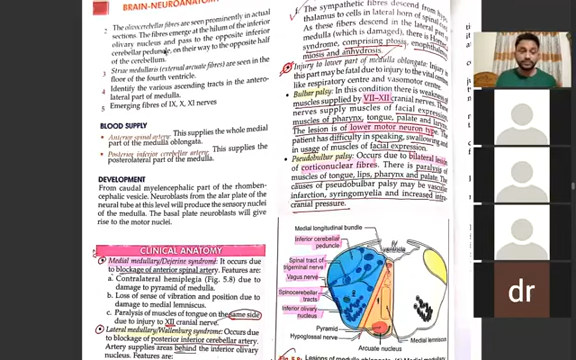 BRAIN-NEUROANATOMY
2 The olivocerebellar fibres are seen prominently in actual
sections. The fibres emerge at the hilum of the inferior
olivary nucleus and pass to the opposite inferior
cerebellar peduncle, on their way to the opposite half
of the cerebellum.
3 Striae medullares (external arcuate fibres) are seen in the
floor of the fourth ventricle.
4 Identify the various ascending tracts in the antero-
lateral part of medulla.
5 Emerging fibres of IX, X, XI nerves
BLOOD SUPPLY
• Anterior spinal artery: This supplies the whole medial
part of the medulla oblongata.
• Posterior inferior cerebellar artery: This supplies the
posterolateral part of the medulla.
DEVELOPMENT
From caudal myelencephalic part of the rhomben-
cephalic vesicle. Neuroblasts from the alar plate of the
neural tube at this level will produce the sensory nuclei
of the medulla. The basal plate neuroblasts will give
rise to the motor nuclei.
CLINICAL ANATOMY
• Medial medullary/Dejerine syndrome: It occurs due
to blockage of anterior spinal artery. Features are:
a. Contralateral hemiplegia (Fig. 5.8) due to
damage to pyramid of medulla.
b. Loss of sense of vibration and position due to
damage to medial lemniscus.
c. Paralysis of muscles of tongue on the same side
due to injury to XII cranial nerve.
• Lateral medullary/Wallenburg syndrome: Occurs due
to blockage of posterior inferior cerebellar artery.
Artery supplies areas behind the inferior olivary
nucleus. Features are:
The sympathetic fibres descend from hypo-
thalamus to cells in lateral horn of spinal
As these fibres descend in the lateral part
medulla (which is damaged), there is Horner's
syndrome, comprising ptosis, enophthalmos,
miosis and anhydrosis.
• Injury to lower part of medulla oblongata: Injury in
this part may be fatal due to injury to the vital centres
like respiratory centre and vasomotor centre.
• Bulbar palsy: In this condition there is weakness of
muscles supplied by VII–XII cranial nerves. These
nerves supply muscles of facial expression,
muscles of pharynx, tongue, palate and larynx.
The lesion is of lower motor neuron type. The
patient has difficulty in speaking, swallowing and
in usage of muscles of facial expression.
• Pseudobulbar palsy: Occurs due to bilateral lesion
of corticonuclear fibres. There is paralysis
of muscles of tongue, lips, pharynx and palate. The
causes of pseudobulbar palsy may be vascular
infarction, syringomyelia and increased intra-
cranial pressure.
Medial longitudinal bundle
Inferior cerebellar
peduncle
IV
ventricle
Spinal tract of
trigeminal nerve
Vagus nerve
Spinocerebellar
tracts
Inferior olivary
nucleus
Pyramid
Hypoglossal nerve
Medial lemniscus
Arcuate nucleus
Lesions of medulla oblongata: (A) Medial
dr